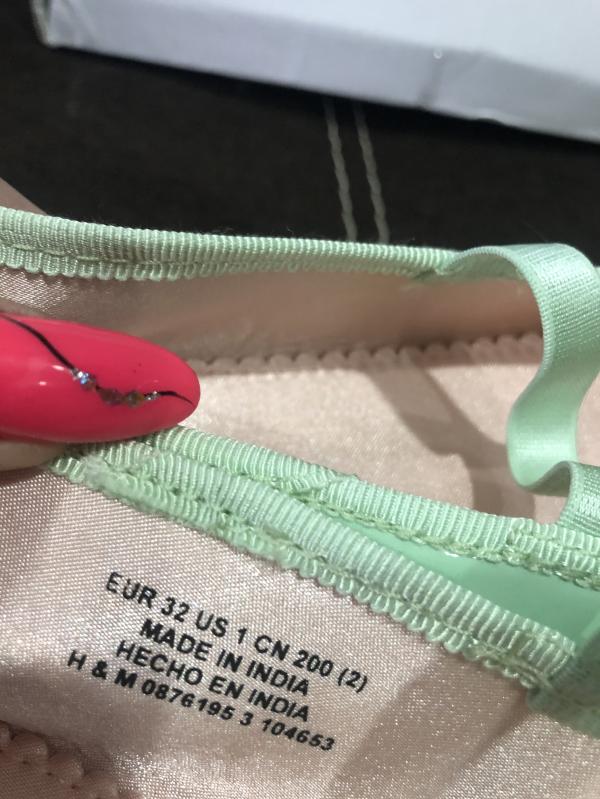 EUR 32 US 1 CN 200 (2)
MADE IN INDIA
HECHO EN INDIA
H & M 0876195 3 104653